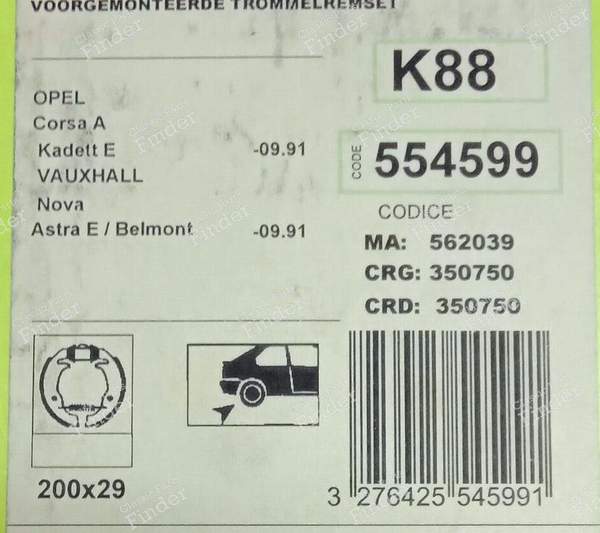 VOORGEMONTEERDE TROMMELREMSET
K88
OPEL
Corsa A
Kadett E -09.91
VAUXHALL
Nova
Astra E / Belmont -09.91
CODE 554599
CODICE
MA: 562039
CRG: 350750
CRD: 350750
200x29
3 276425 545991